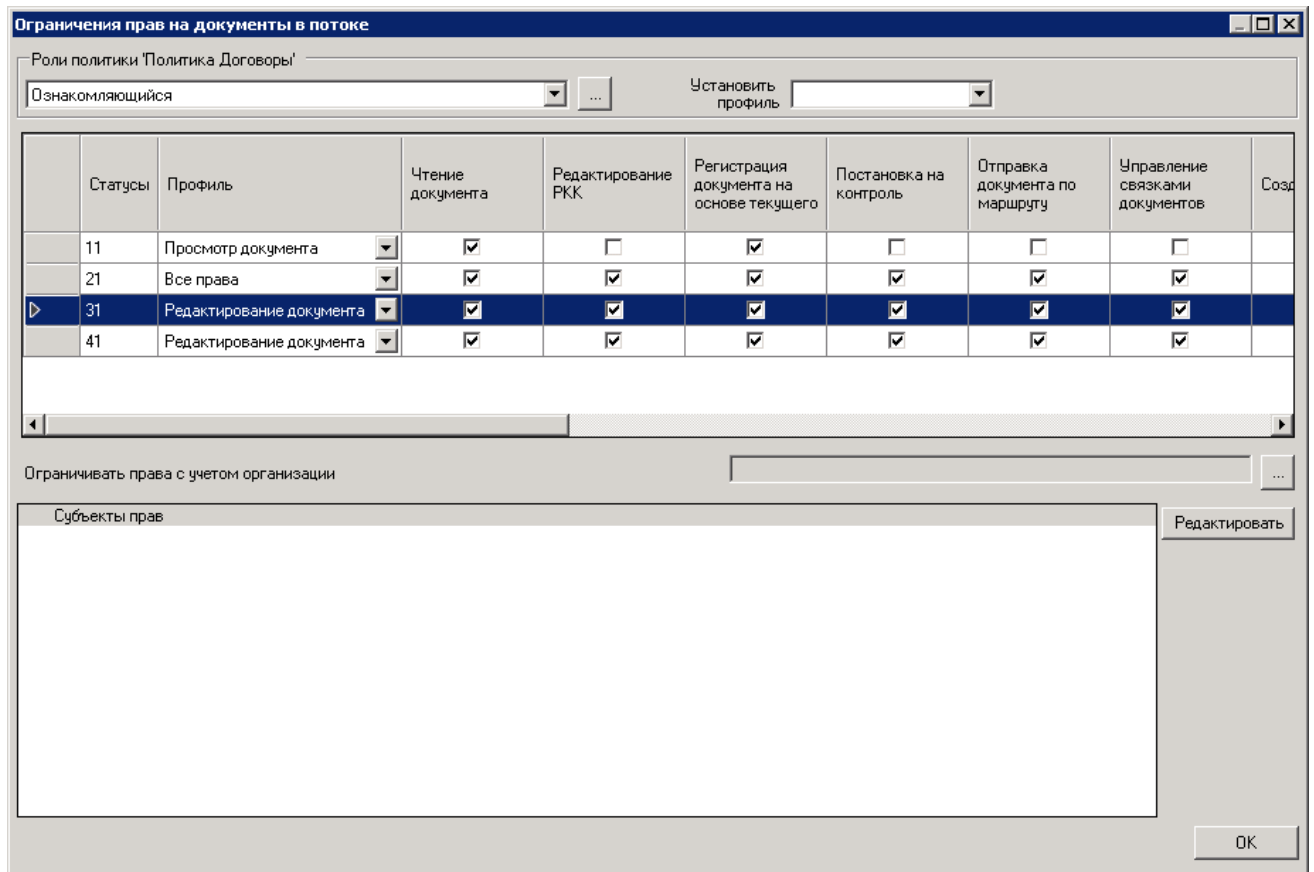 Ограничения прав на документы в потоке
Роли политики 'Политика Договоры'
Ознакомляющийся
...
Установить
профиль
Статусы
Профиль
Чтение
документа
Редактирование
РКК
Регистрация
документа на
основе текущего
Постановка на
контроль
Отправка
документа по
маршруту
Управление
связками
документов
Созд
11 Просмотр документа
21 Все права
31 Редактирование документа
41 Редактирование документа
Ограничивать права с учетом организации
...
Субъекты прав
Редактировать
OK